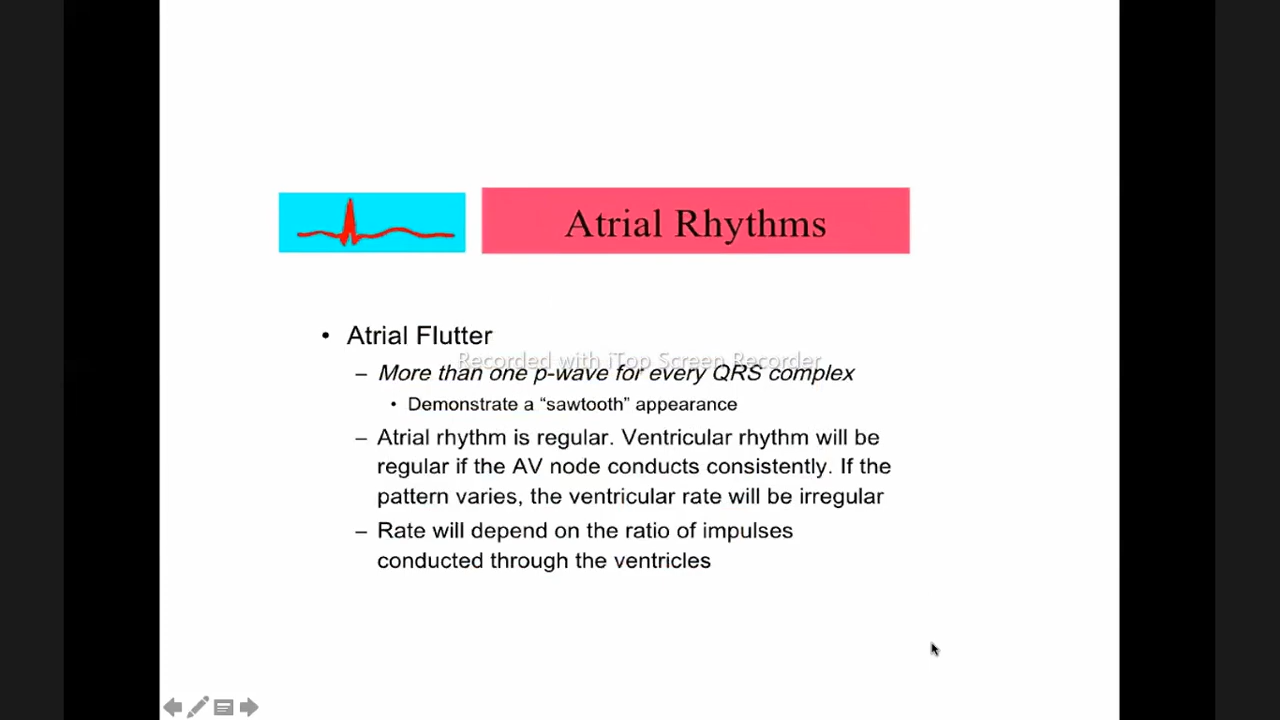 Atrial Rhythms
• Atrial Flutter
Recorded with iTop Screen Recorder
– More than one p-wave for every QRS complex
• Demonstrate a “sawtooth” appearance
– Atrial rhythm is regular. Ventricular rhythm will be
regular if the AV node conducts consistently. If the
pattern varies, the ventricular rate will be irregular
– Rate will depend on the ratio of impulses
conducted through the ventricles